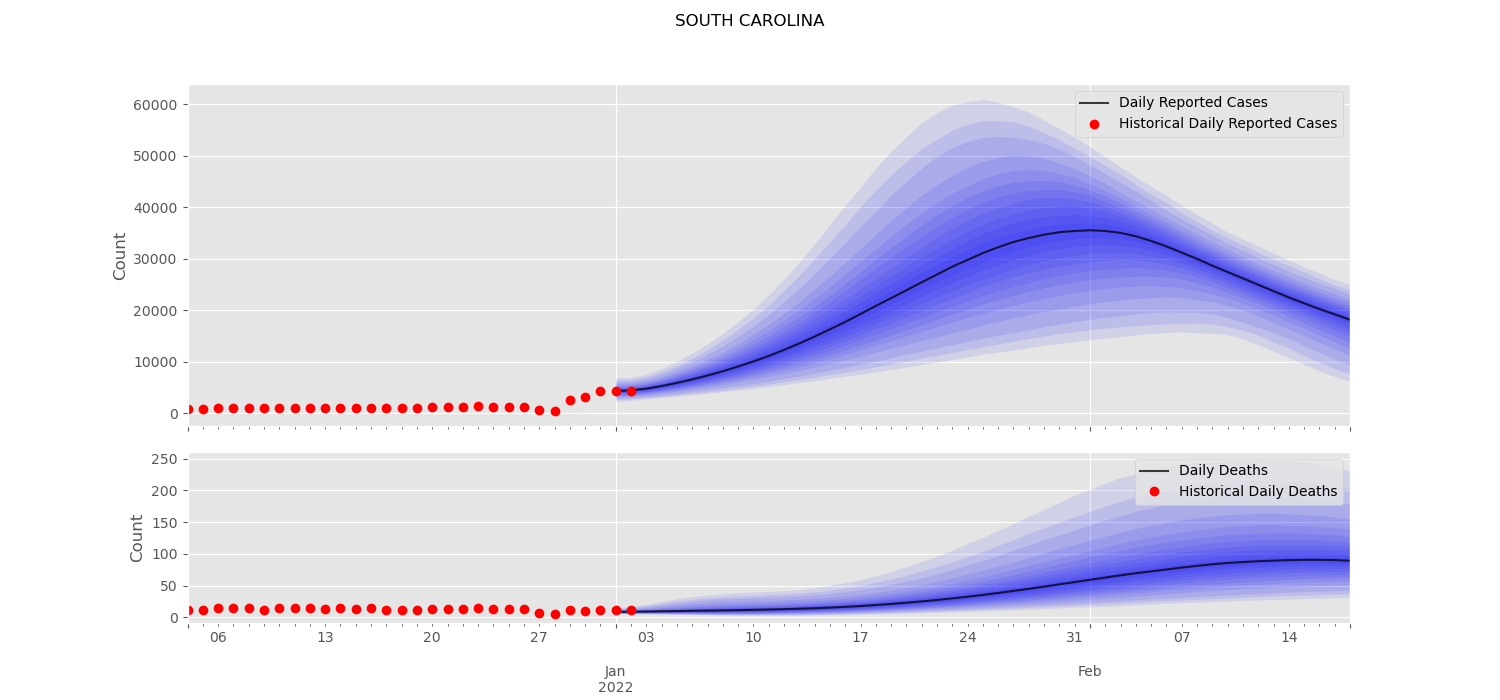 SOUTH CAROLINA
60000
50000
40000
30000
20000
10000
0
Count
Daily Reported Cases
Historical Daily Reported Cases
250
200
150
100
50
0
Count
Daily Deaths
Historical Daily Deaths
06 13 20 27 03 10 17 24 31 07 14
Jan Feb
2022